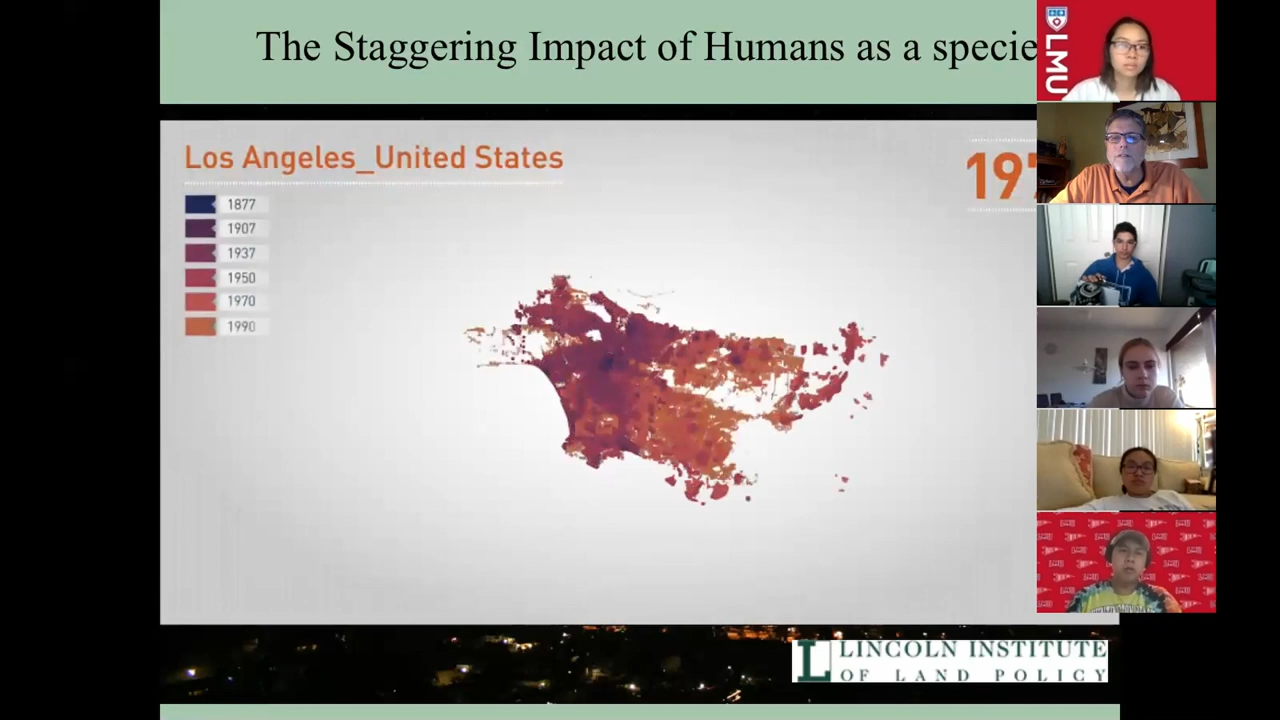 The Staggering Impact of Humans as a specie
LMU
Los Angeles_United States
197
1877
1907
1937
1950
1970
1990
LINCOLN INSTITUTE
OF LAND POLICY